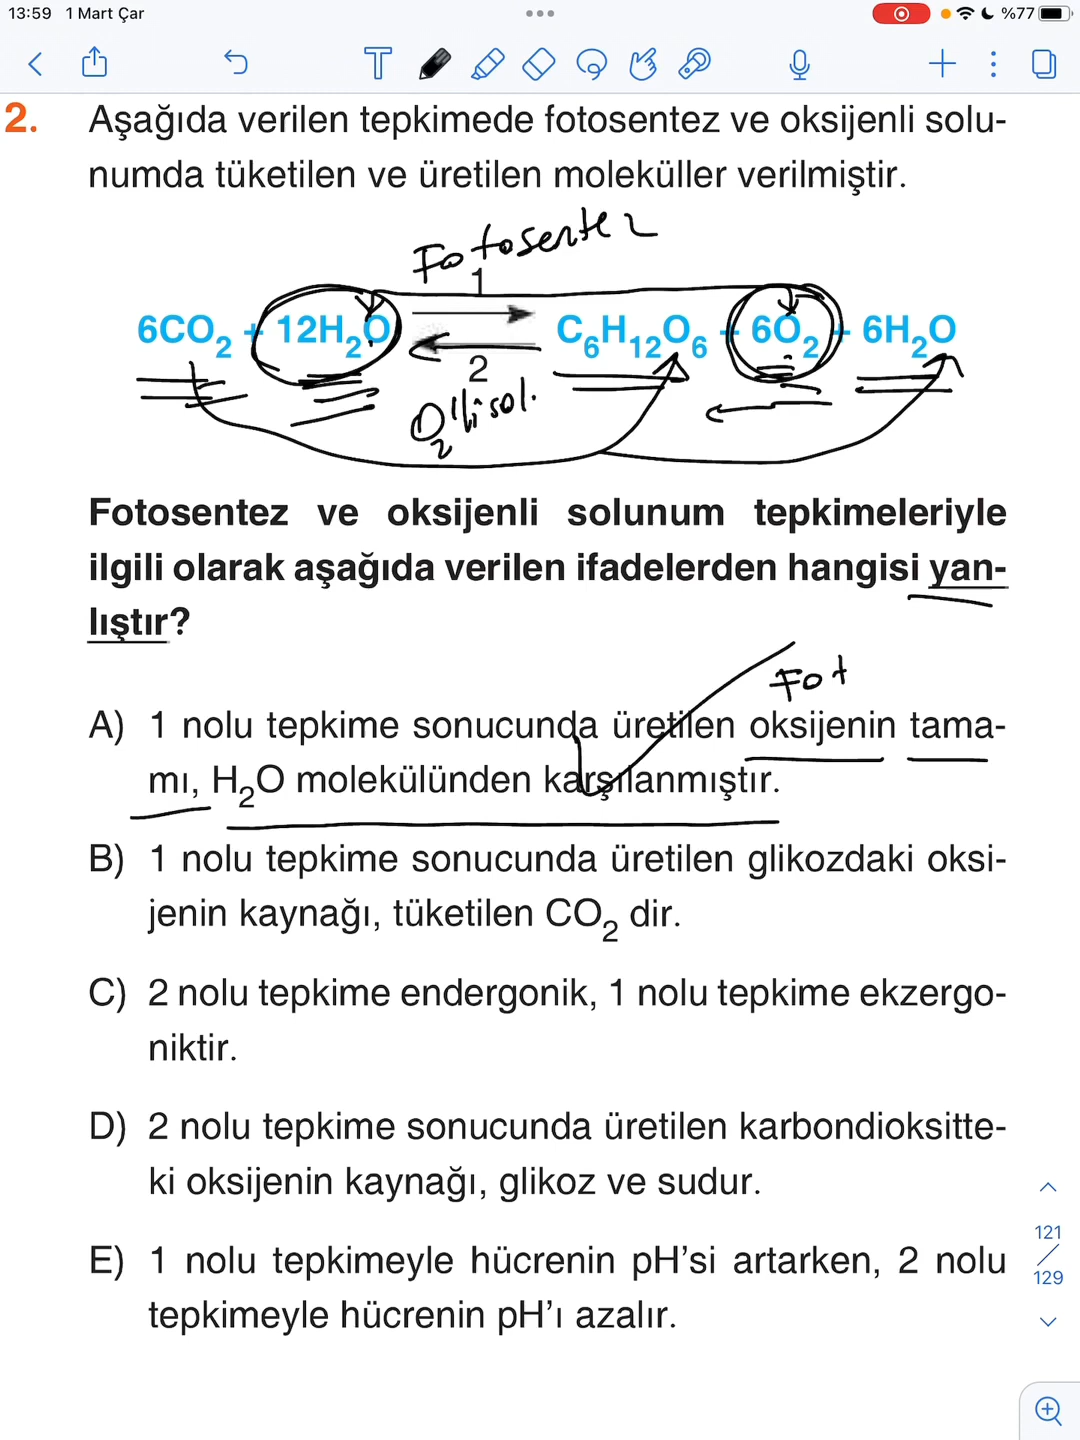 13:59 1 Mart Çar
%77
2. Aşağıda verilen tepkimede fotosentez ve oksijenli solu-
numda tüketilen ve üretilen moleküller verilmiştir.
Fotosentez
1
6CO₂ + 12H₂O C₆H₁₂O₆ + 6O₂ + 6H₂O
2
O₂'li sol.
Fotosentez ve oksijenli solunum tepkimeleriyle
ilgili olarak aşağıda verilen ifadelerden hangisi yan-
lıştır?
Fot
A) 1 nolu tepkime sonucunda üretilen oksijenin tama-
mı, H₂O molekülünden karşılanmıştır.
B) 1 nolu tepkime sonucunda üretilen glikozdaki oksi-
jenin kaynağı, tüketilen CO₂ dir.
C) 2 nolu tepkime endergonik, 1 nolu tepkime ekzergo-
niktir.
D) 2 nolu tepkime sonucunda üretilen karbondioksitte-
ki oksijenin kaynağı, glikoz ve sudur.
E) 1 nolu tepkimeyle hücrenin pH'si artarken, 2 nolu
tepkimeyle hücrenin pH'ı azalır.
121
129